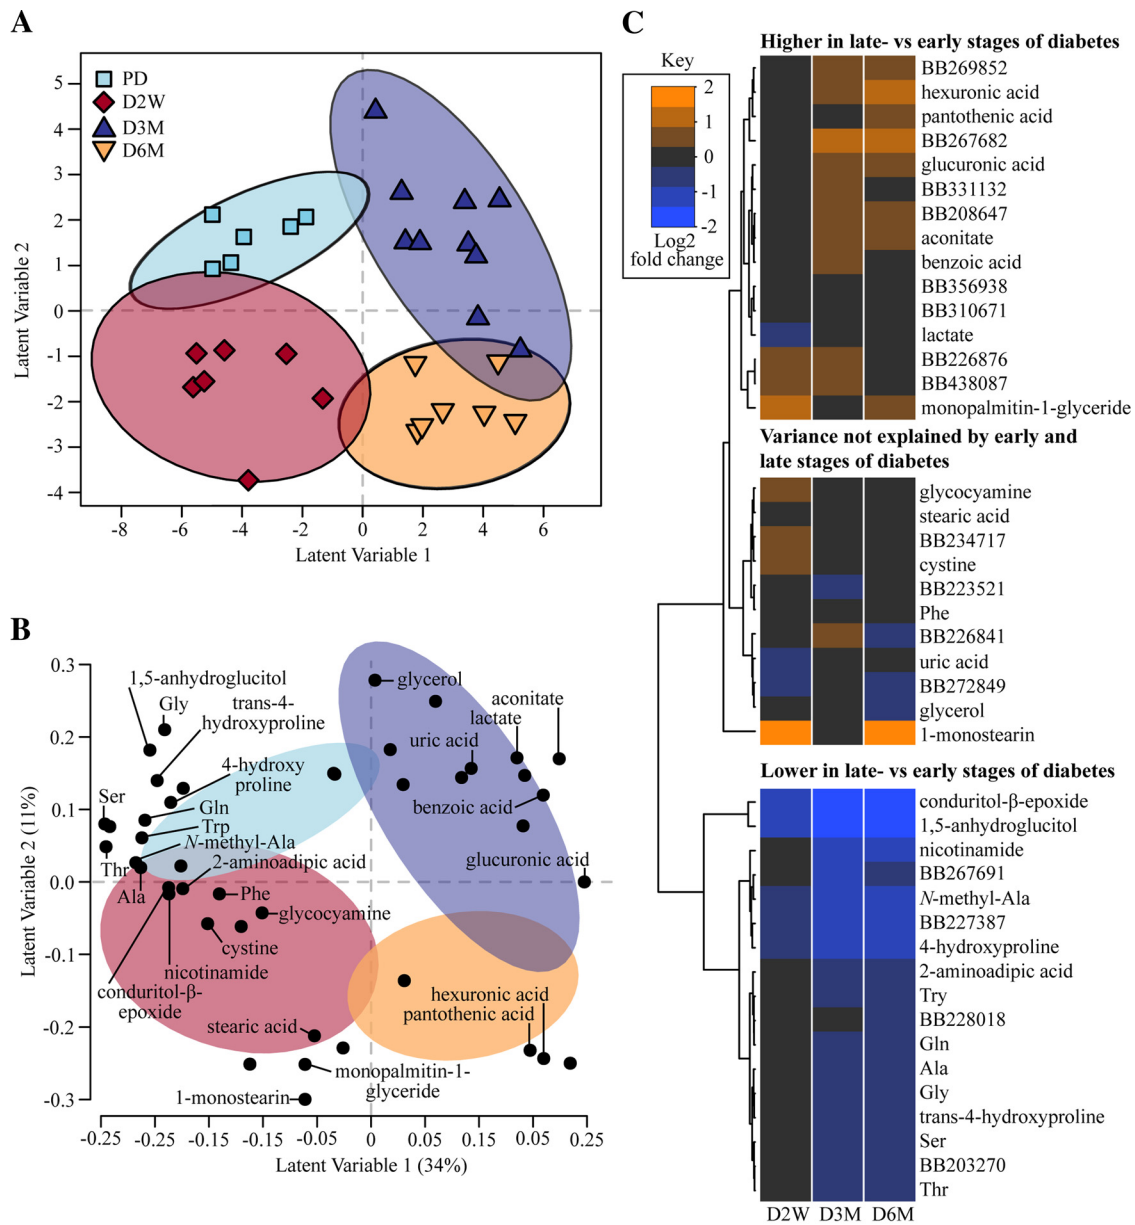 A
PD
D2W
D3M
D6M
5
4
3
2
1
0
-1
-2
-3
-4
Latent Variable 2
-8
-6
-4
-2
0
2
4
6
Latent Variable 1
B
0.3
0.2
0.1
0.0
-0.1
-0.2
-0.3
Latent Variable 2 (11%)
1,5-anhydroglucitol
Gly
trans-4-
hydroxyproline
4-hydroxy
proline
Ser
Gln
Trp
N-methyl-Ala
2-aminoadipic acid
Thr
Ala
Phe
glycocyamine
cystine
nicotinamide
conduritol-β-
epoxide
stearic acid
monopalmitin-1-
glyceride
1-monostearin
glycerol
aconitate
lactate
uric acid
benzoic acid
glucuronic acid
hexuronic acid
pantothenic acid
-0.25
-0.25
-0.15
-0.15
-0.05
0
0.05
0.15
0.05
0.25
Latent Variable 1 (34%)
C
Key
2
1
0
-1
-2
Log2
fold change
Higher in late- vs early stages of diabetes
BB269852
hexuronic acid
pantothenic acid
BB267682
glucuronic acid
BB331132
BB208647
aconitate
benzoic acid
BB356938
BB310671
lactate
BB226876
BB438087
monopalmitin-1-glyceride
Variance not explained by early and
late stages of diabetes
glycocyamine
stearic acid
BB234717
cystine
BB223521
Phe
BB226841
uric acid
BB272849
glycerol
1-monostearin
Lower in late- vs early stages of diabetes
conduritol-β-epoxide
1,5-anhydroglucitol
nicotinamide
BB267691
N-methyl-Ala
BB227387
4-hydroxyproline
2-aminoadipic acid
Try
BB228018
Gln
Ala
Gly
trans-4-hydroxyproline
Ser
BB203270
Thr
D2W D3M D6M